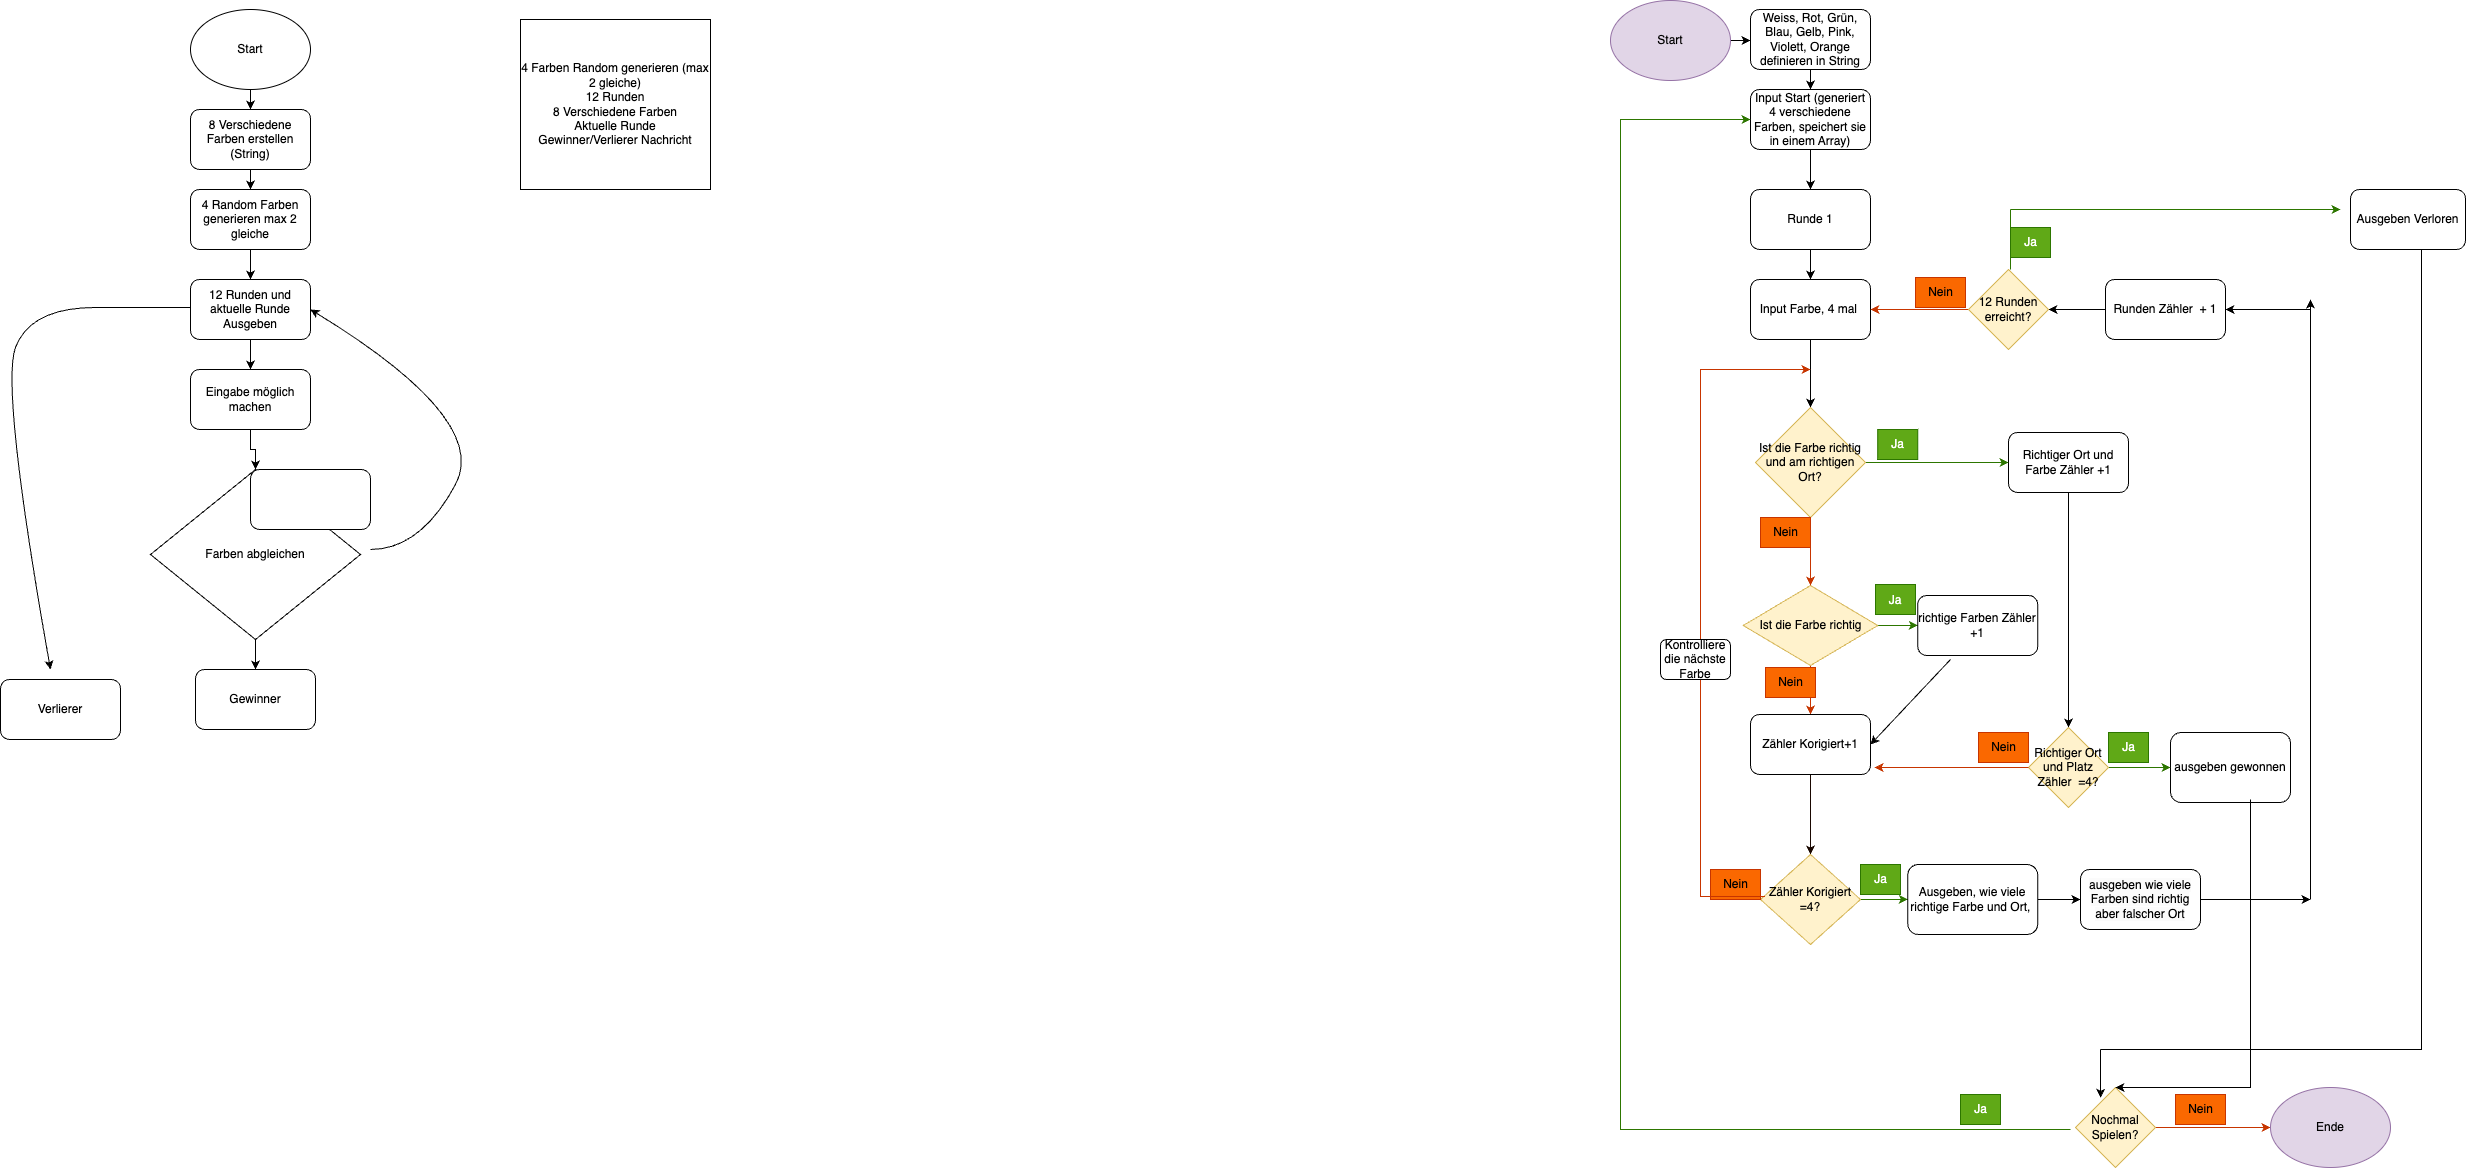 Start
8 Verschiedene
Farben erstellen
(String)
4 Random Farben
generieren max 2
gleiche
12 Runden und
aktuelle Runde
Ausgeben
Eingabe möglich
machen
Farben abgleichen
Verlierer
Gewinner
4 Farben Random generieren (max
2 gleiche)
12 Runden
8 Verschiedene Farben
Aktuelle Runde
Gewinner/Verlierer Nachricht
Start
Weiss, Rot, Grün,
Blau, Gelb, Pink,
Violett, Orange
definieren in String
Input Start (generiert
4 verschiedene
Farben, speichert sie
in einem Array)
Runde 1
Input Farbe, 4 mal
Nein
12 Runden
erreicht?
Ja
Runden Zähler + 1
Ausgeben Verloren
Ist die Farbe richtig
und am richtigen
Ort?
Ja
Richtiger Ort und
Farbe Zähler +1
Nein
Ist die Farbe richtig
Ja
richtige Farben Zähler
+1
Kontrolliere
die nächste
Farbe
Nein
Zähler Korigiert+1
Nein
Richtiger Ort
und Platz
Zähler =4?
Ja
ausgeben gewonnen
Nein
Zähler Korigiert
=4?
Ja
Ausgeben, wie viele
richtige Farbe und Ort,
ausgeben wie viele
Farben sind richtig
aber falscher Ort
Ja
Nochmal
Spielen?
Nein
Ende